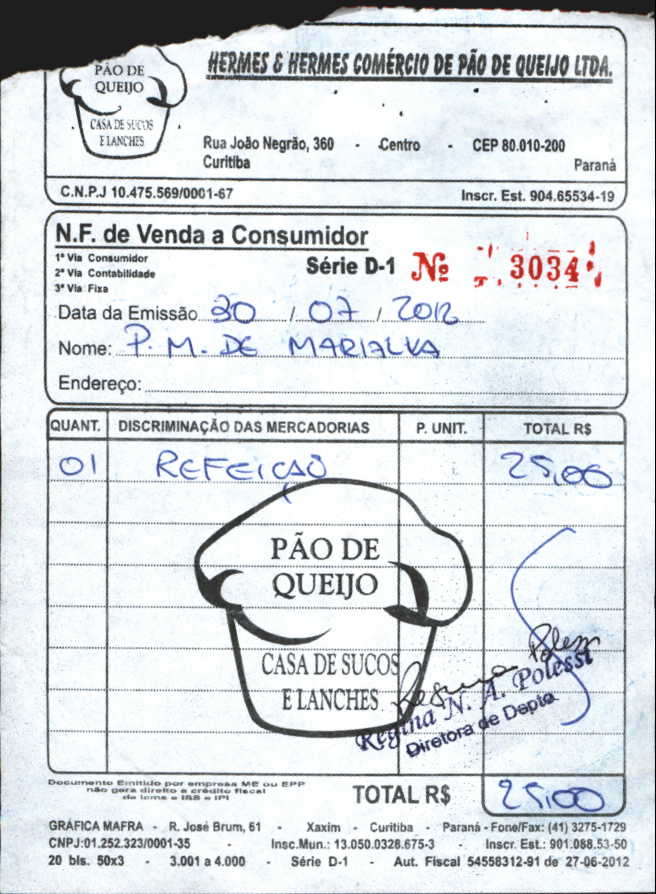 PÃO DE
QUEIJO
CASA DE SUCOS
E LANCHES
HERMES & HERMES COMÉRCIO DE PÃO DE QUEIJO LTDA.
Rua João Negrão, 360 - Centro - CEP 80.010-200
Curitiba Paraná
C.N.P.J 10.475.569/0001-67 Inscr. Est. 904.65534-19
N.F. de Venda a Consumidor
1ª Via Consumidor
2ª Via Contabilidade
3ª Via Fixa
Série D-1 Nº 3034
Data da Emissão 30 / 07 / 2012
Nome: P. M. DE MARIALVA
Endereço:
QUANT. DISCRIMINAÇÃO DAS MERCADORIAS P. UNIT. TOTAL R$
01 REFEIÇÃO 25,00
PÃO DE
QUEIJO
CASA DE SUCOS
E LANCHES
Regina N. A. Polessi
Diretora de Depto
Documento Emitido por empresa ME ou EPP
não gera direito a crédito fiscal
de icms e ISS e IPI
TOTAL R$ 25,00
GRÁFICA MAFRA - R. José Brum, 61 - Xaxim - Curitiba - Paraná - Fone/Fax: (41) 3275-1729
CNPJ:01.252.323/0001-35 - Insc.Mun.: 13.050.0328.675-3 - Inscr. Est.: 901.088.53-50
20 bls. 50x3 - 3.001 a 4.000 - Série D-1 - Aut. Fiscal 54558312-91 de 27-06-2012